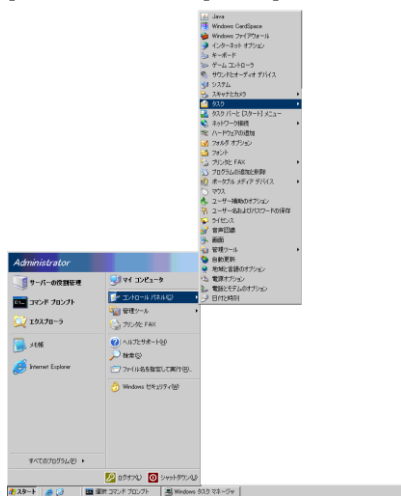 Java
Windows CardSpace
Windows ファイアウォール
インターネット オプション
キーボード
ゲーム コントローラ
サウンドとオーディオ デバイス
システム
スキャナとカメラ
タスク
タスク バーと [スタート] メニュー
ネットワーク接続
ハードウェアの追加
フォルダ オプション
フォント
プリンタと FAX
プログラムの追加と削除
ポータブル メディア デバイス
マウス
ユーザー補助のオプション
ユーザー名およびパスワードの保存
ライセンス
音声認識
画面
管理ツール
自動更新
地域と言語のオプション
電源オプション
電話とモデムのオプション
日付と時刻
Administrator
サーバーの役割管理
コマンド プロンプト
エクスプローラ
メモ帳
Internet Explorer
すべてのプログラム(P)
マイ コンピュータ
コントロール パネル(C)
管理ツール
プリンタと FAX
ヘルプとサポート(H)
検索(S)
ファイル名を指定して実行(R)...
Windows セキュリティ(W)
ログオフ(L)
シャットダウン(U)
スタート
選択 コマンド プロンプト
Windows タスク マネージャ